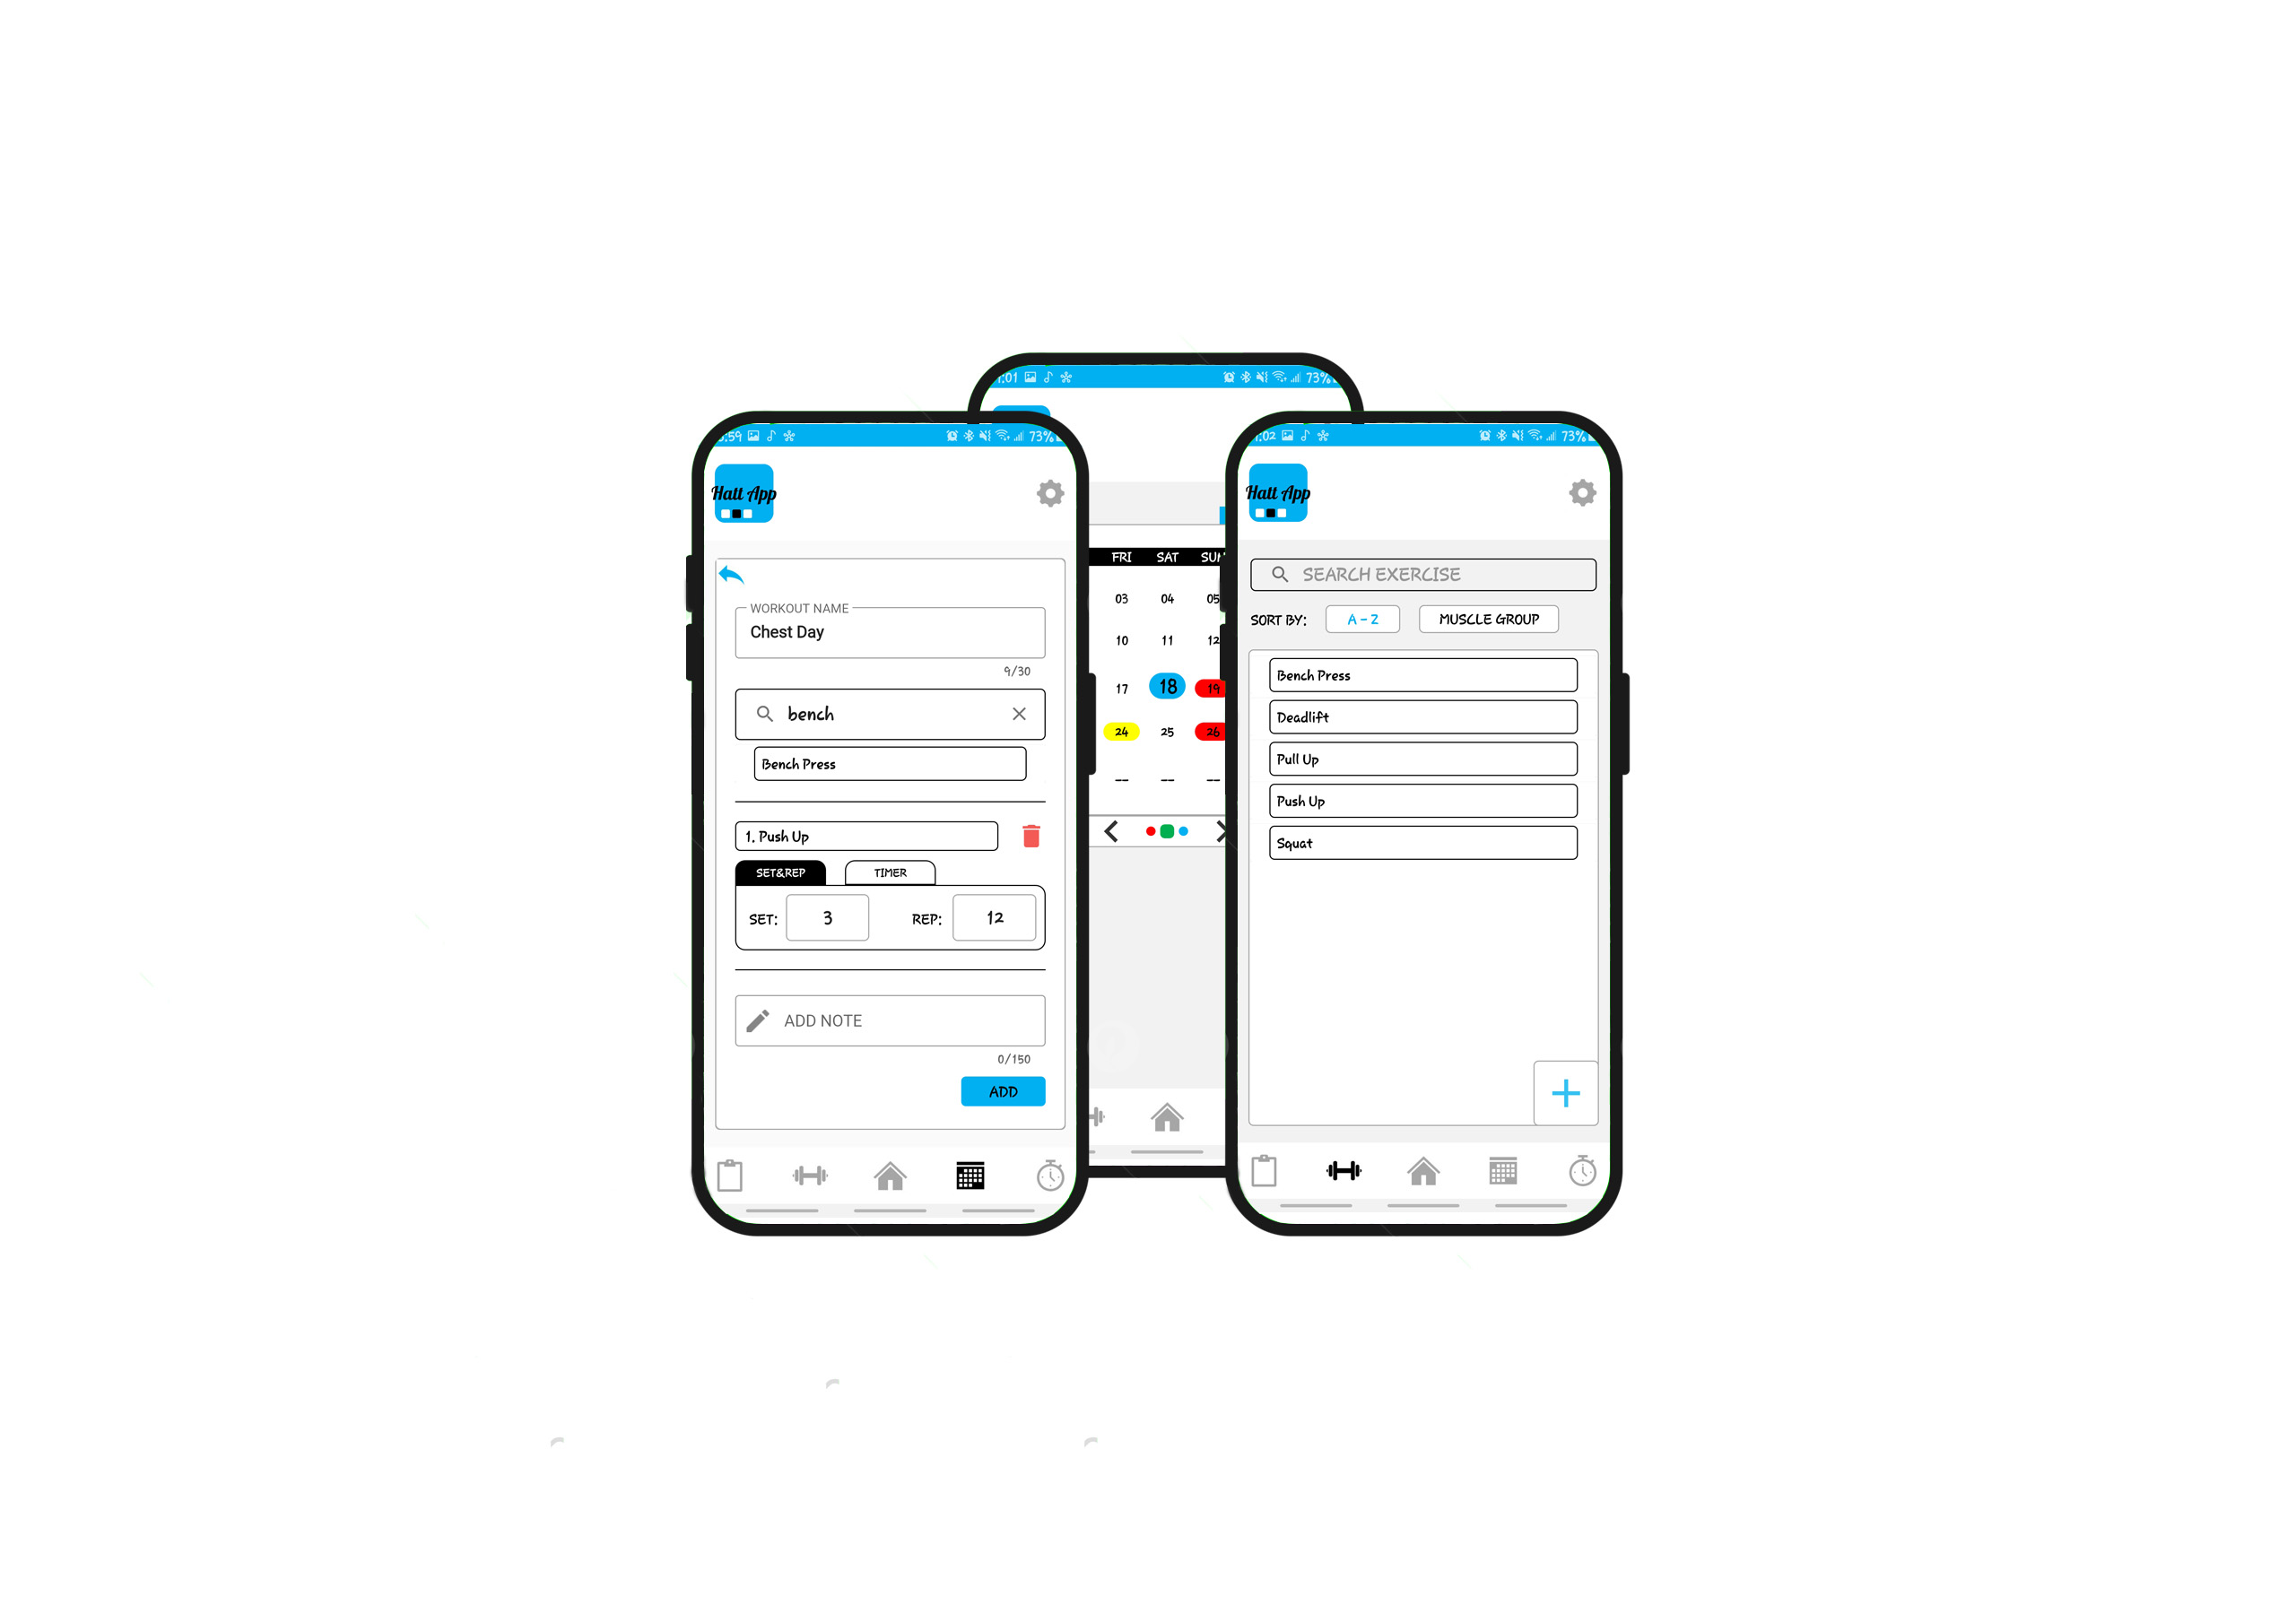 :59 73%
Hatt App
WORKOUT NAME
Chest Day
9/30
bench
Bench Press
1. Push Up
SET&REP TIMER
SET: 3 REP: 12
ADD NOTE
0/150
ADD
:01 73%
FRI SAT SUN
03 04 05
10 11 12
17 18 19
24 25 26
-- -- --
:02 73%
Hatt App
SEARCH EXERCISE
SORT BY: A - Z MUSCLE GROUP
Bench Press
Deadlift
Pull Up
Push Up
Squat